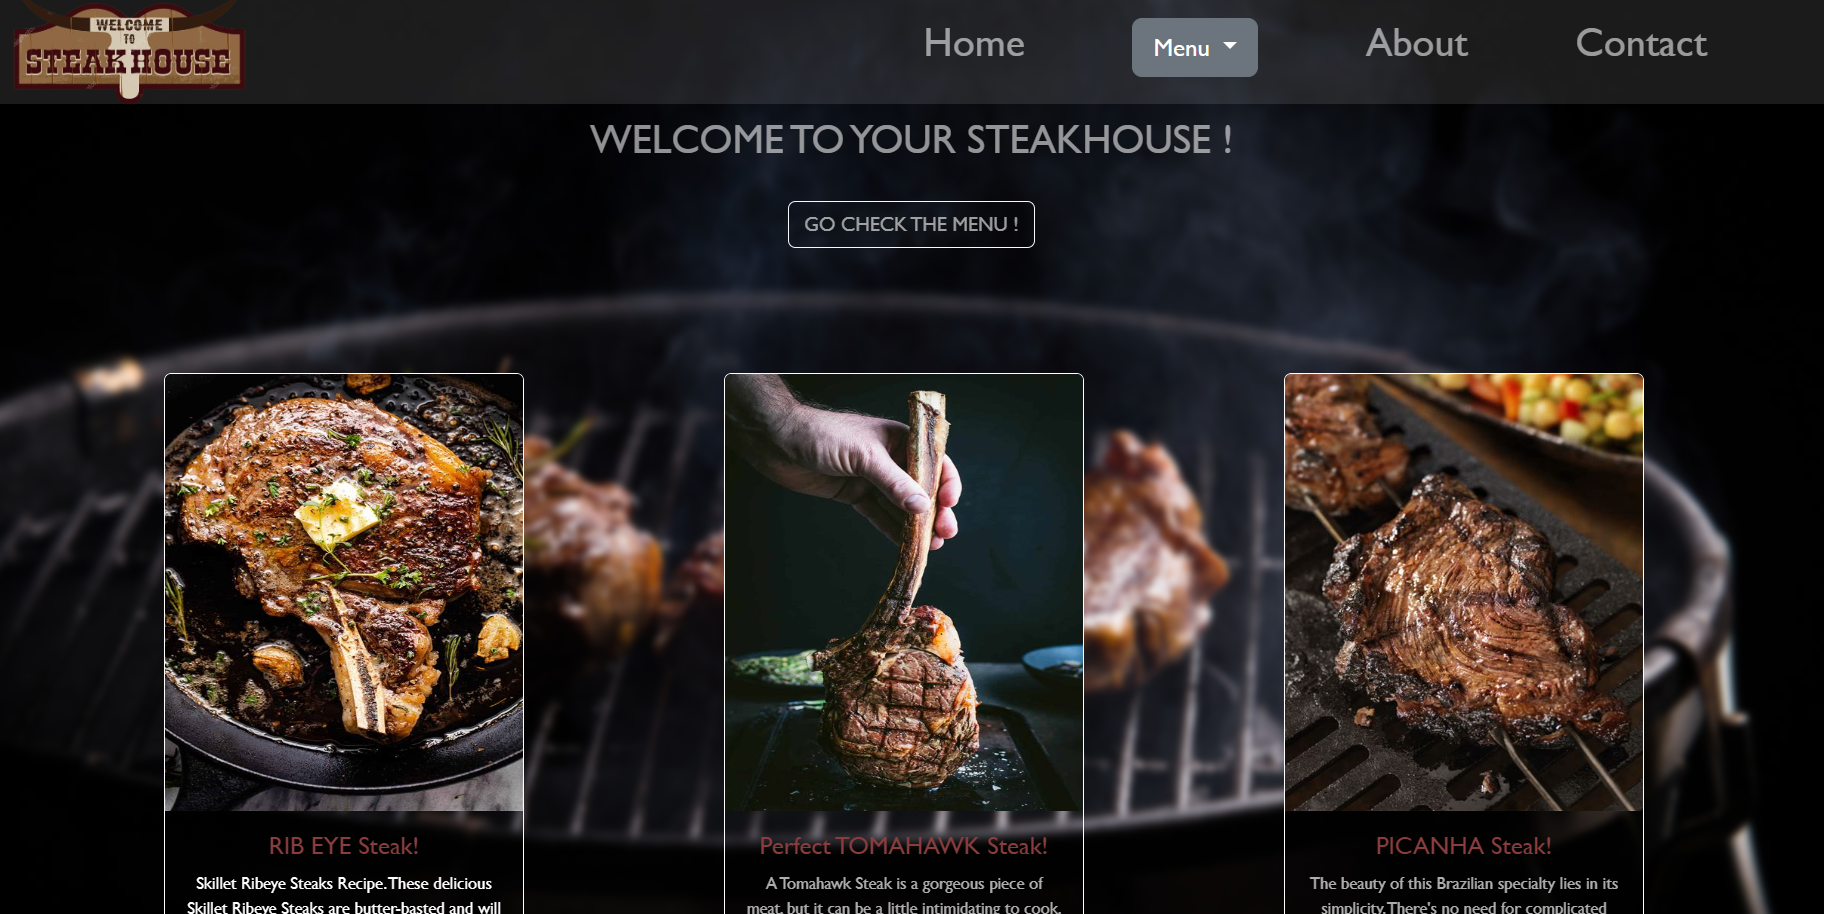 WELCOME
TO
STEAKHOUSE
Home
Menu
About
Contact
WELCOME TO YOUR STEAKHOUSE !
GO CHECK THE MENU !
RIB EYE Steak!
Skillet Ribeye Steaks Recipe. These delicious
Skillet Ribeye Steaks are butter-basted and will
Perfect TOMAHAWK Steak!
A Tomahawk Steak is a gorgeous piece of
meat, but it can be a little intimidating to cook.
PICANHA Steak!
The beauty of this Brazilian specialty lies in its
simplicity. There's no need for complicated